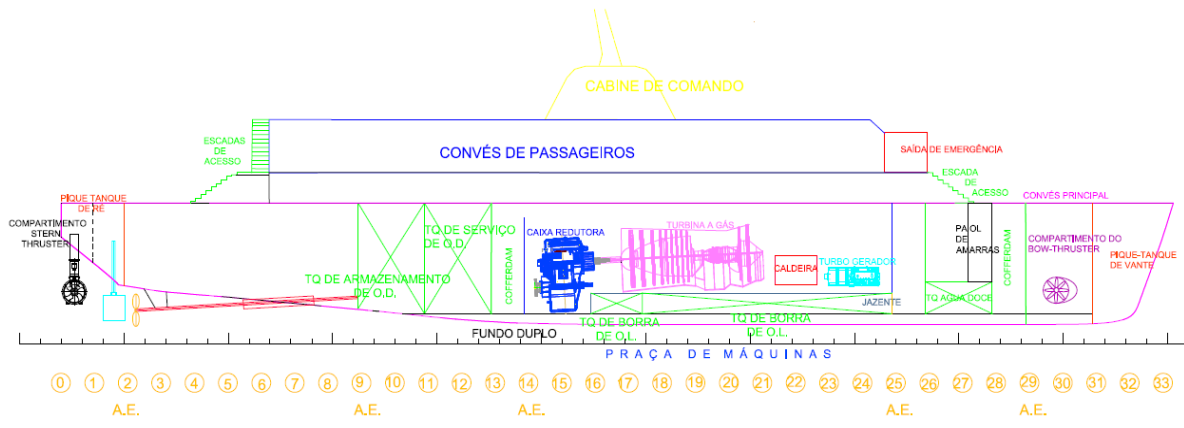 CABINE DE COMANDO
ESCADAS
DE
ACESSO
CONVÉS DE PASSAGEIROS
SAÍDA DE EMERGÊNCIA
ESCADA
DE
ACESSO
PIQUE TANQUE
DE RÉ
CONVÉS PRINCIPAL
COMPARTIMENTO
STERN
THRUSTER
TQ DE SERVIÇO
DE O.D.
COFFERDAM
CAIXA REDUTORA
TURBINA A GÁS
PAIOL
DE
AMARRAS
COFFERDAM
COMPARTIMENTO DO
BOW-THRUSTER
PIQUE-TANQUE
DE VANTE
TQ DE ARMAZENAMENTO
DE O.D.
CALDEIRA
TURBO GERADOR
JAZENTE
TQ AGUA DOCE
FUNDO DUPLO
TQ DE BORRA
DE O.L.
TQ DE BORRA
DE O.L.
PRAÇA DE MÁQUINAS
0 1 2 3 4 5 6 7 8 9 10 11 12 13 14 15 16 17 18 19 20 21 22 23 24 25 26 27 28 29 30 31 32 33
A.E. A.E. A.E. A.E. A.E.